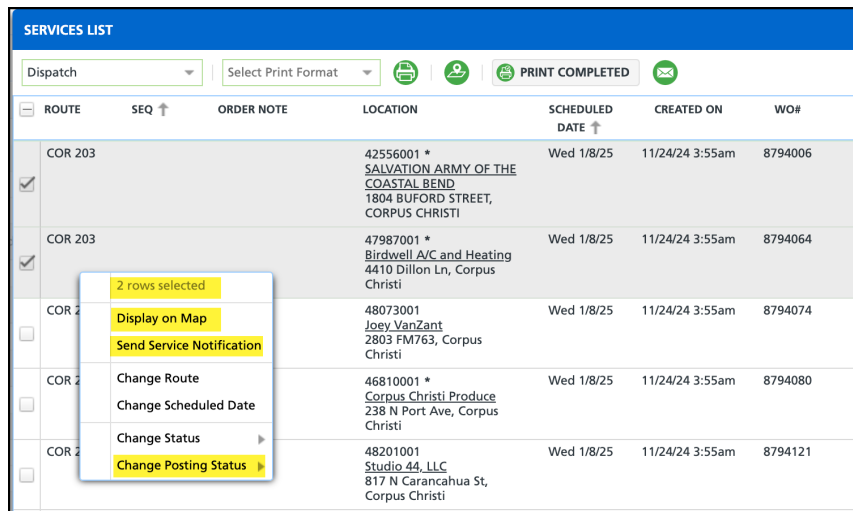 SERVICES LIST
Dispatch
Select Print Format
PRINT COMPLETED
ROUTE
SEQ
ORDER NOTE
LOCATION
SCHEDULED
DATE
CREATED ON
WO#
COR 203
42556001 *
SALVATION ARMY OF THE
COASTAL BEND
1804 BUFORD STREET,
CORPUS CHRISTI
Wed 1/8/25
11/24/24 3:55am
8794006
COR 203
47987001 *
Birdwell A/C and Heating
4410 Dillon Ln, Corpus
Christi
Wed 1/8/25
11/24/24 3:55am
8794064
2 rows selected
Display on Map
Send Service Notification
Change Route
Change Scheduled Date
Change Status
Change Posting Status
COR 2
48073001
Joey VanZant
2803 FM763, Corpus
Christi
Wed 1/8/25
11/24/24 3:55am
8794074
COR 2
46810001 *
Corpus Christi Produce
238 N Port Ave, Corpus
Christi
Wed 1/8/25
11/24/24 3:55am
8794080
COR 2
48201001
Studio 44, LLC
817 N Carancahua St,
Corpus Christi
Wed 1/8/25
11/24/24 3:55am
8794121